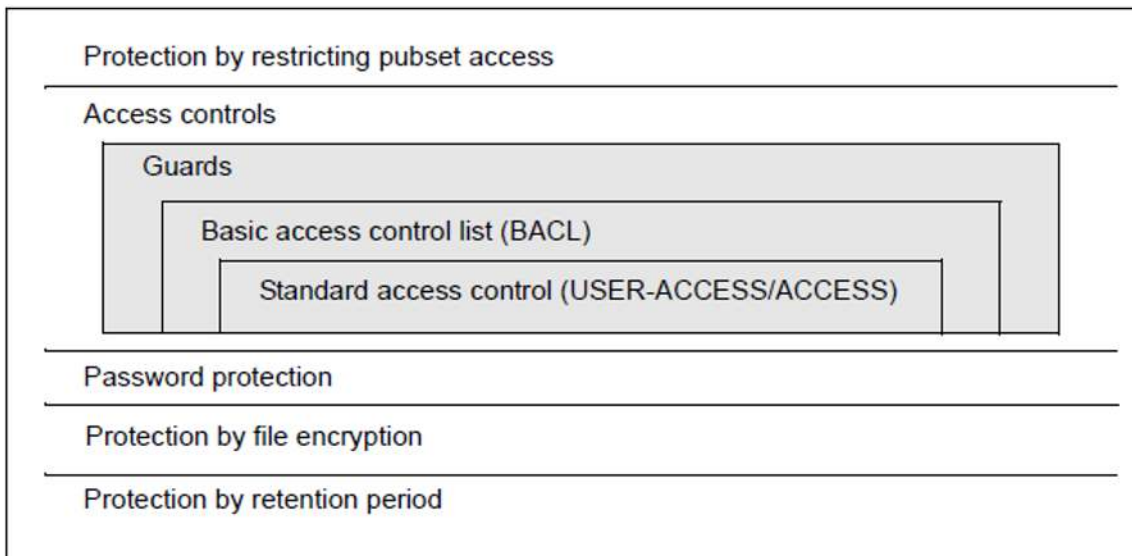 Protection by restricting pubset access
Access controls
Guards
Basic access control list (BACL)
Standard access control (USER-ACCESS/ACCESS)
Password protection
Protection by file encryption
Protection by retention period